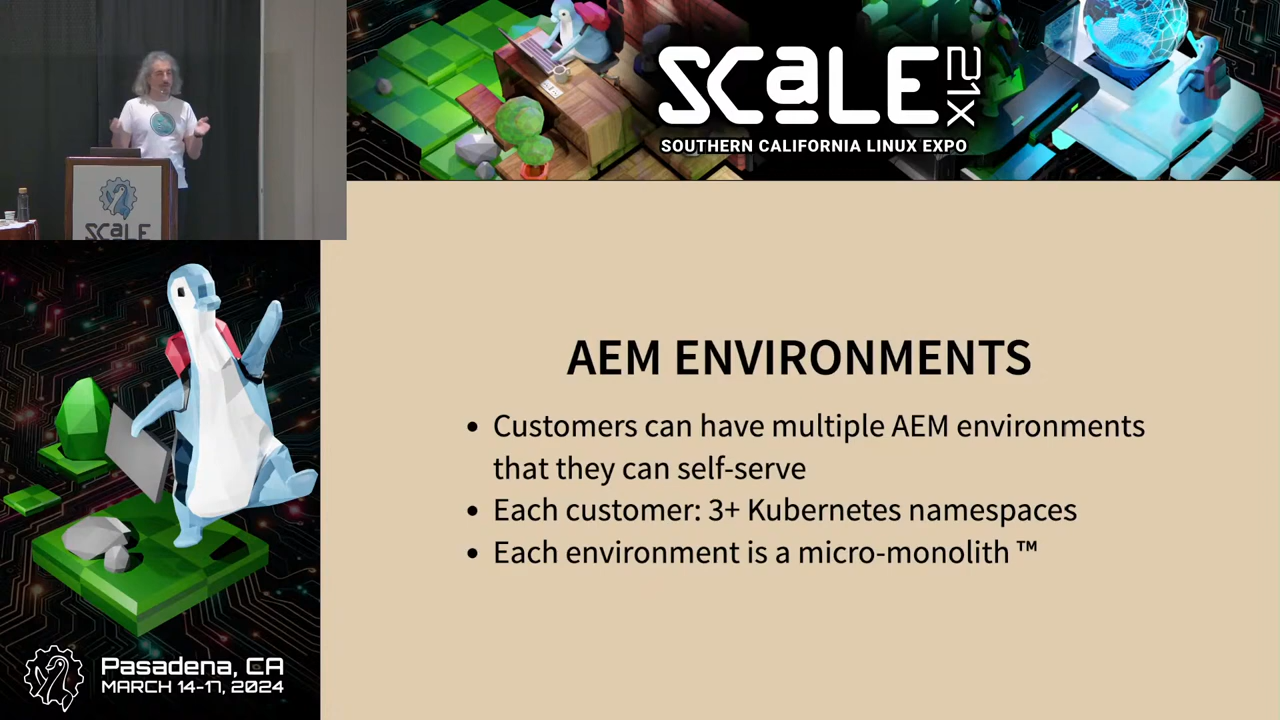 SCaLE 21X
SOUTHERN CALIFORNIA LINUX EXPO
SCaLE
AEM ENVIRONMENTS
• Customers can have multiple AEM environments
that they can self-serve
• Each customer: 3+ Kubernetes namespaces
• Each environment is a micro-monolith ™
Pasadena, CA
MARCH 14-17, 2024